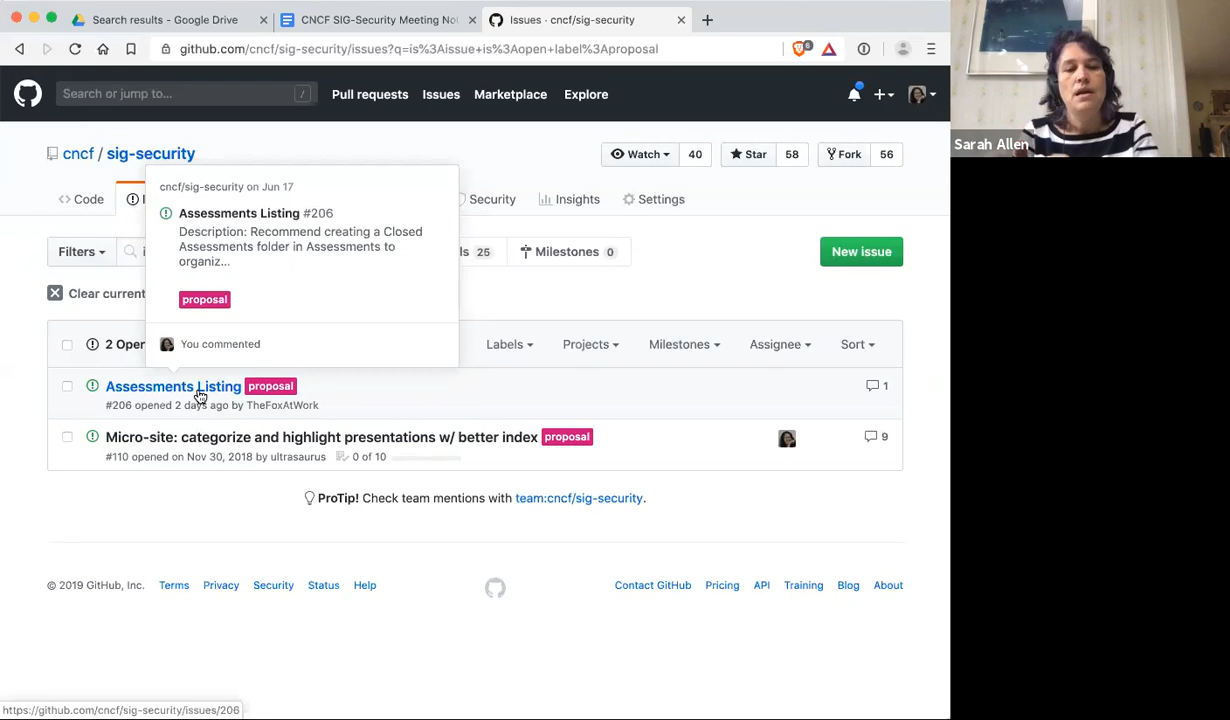 Search results - Google Drive
CNCF SIG-Security Meeting No
Issues · cncf/sig-security
github.com/cncf/sig-security/issues?q=is%3Aissue+is%3Aopen+label%3Aproposal
6
Search or jump to...
/
Pull requests
Issues
Marketplace
Explore
Sarah Allen
cncf / sig-security
Watch
40
Star
58
Fork
56
cncf/sig-security on Jun 17
Assessments Listing #206
Description: Recommend creating a Closed
Assessments folder in Assessments to
organiz...
proposal
You commented
Code
Security
Insights
Settings
Filters
25
Milestones 0
New issue
Clear current
2 Open
Labels
Projects
Milestones
Assignee
Sort
Assessments Listing proposal
1
#206 opened 2 days ago by TheFoxAtWork
Micro-site: categorize and highlight presentations w/ better index proposal
9
#110 opened on Nov 30, 2018 by ultrasaurus
0 of 10
ProTip! Check team mentions with team:cncf/sig-security.
© 2019 GitHub, Inc.
Terms
Privacy
Security
Status
Help
Contact GitHub
Pricing
API
Training
Blog
About
https://github.com/cncf/sig-security/issues/206